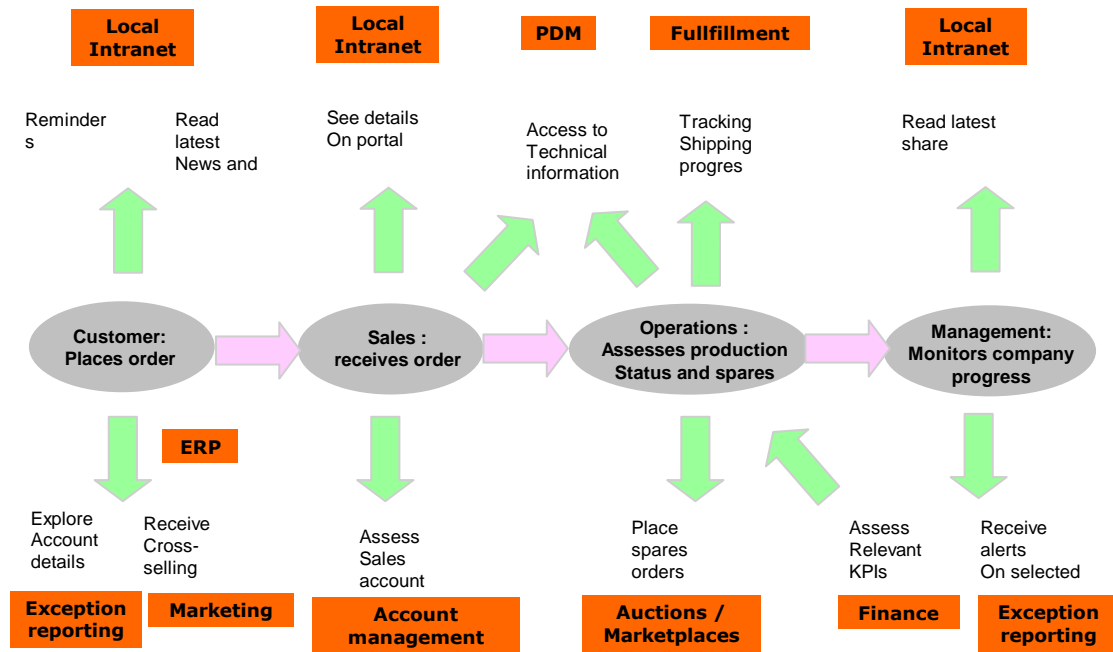 Local
Intranet
Local
Intranet
PDM
Fullfillment
Local
Intranet
Reminder
s
Read
latest
News and
See details
On portal
Access to
Technical
information
Tracking
Shipping
progres
Read latest
share
Customer:
Places order
Sales :
receives order
Operations :
Assesses production
Status and spares
Management:
Monitors company
progress
ERP
Explore
Account
details
Receive
Cross-
selling
Assess
Sales
account
Place
spares
orders
Assess
Relevant
KPIs
Receive
alerts
On selected
Exception
reporting
Marketing
Account
management
Auctions /
Marketplaces
Finance
Exception
reporting